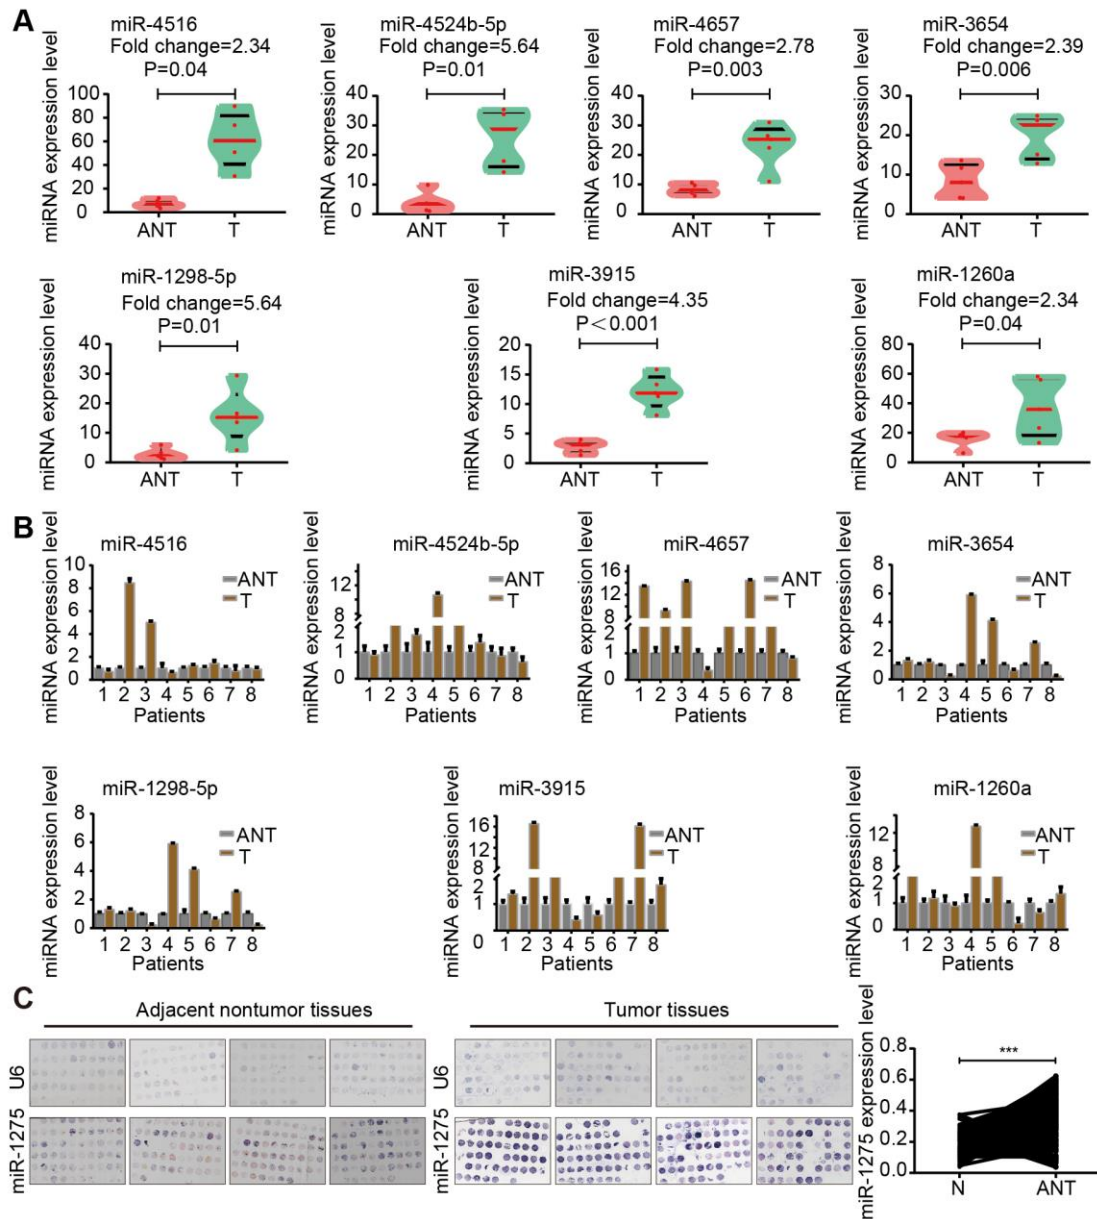 A
miR-4516
Fold change=2.34
P=0.04
miRNA expression level
100
80
60
40
20
0
ANT T
miR-4524b-5p
Fold change=5.64
P=0.01
miRNA expression level
40
30
20
10
0
ANT T
miR-4657
Fold change=2.78
P=0.003
miRNA expression level
40
30
20
10
0
ANT T
miR-3654
Fold change=2.39
P=0.006
miRNA expression level
30
20
10
0
ANT T
miR-1298-5p
Fold change=5.64
P=0.01
miRNA expression level
40
30
20
10
0
ANT T
miR-3915
Fold change=4.35
P<0.001
miRNA expression level
20
15
10
5
0
ANT T
miR-1260a
Fold change=2.34
P=0.04
miRNA expression level
80
60
40
20
0
ANT T
B
miR-4516
miRNA expression level
10
8
6
4
2
0
ANT
T
1 2 3 4 5 6 7 8
Patients
miR-4524b-5p
miRNA expression level
12
8
2
1
0
ANT
T
1 2 3 4 5 6 7 8
Patients
miR-4657
miRNA expression level
16
12
8
2
1
0
ANT
T
1 2 3 4 5 6 7 8
Patients
miR-3654
miRNA expression level
8
6
4
2
0
ANT
T
1 2 3 4 5 6 7 8
Patients
miR-1298-5p
miRNA expression level
8
6
4
2
0
ANT
T
1 2 3 4 5 6 7 8
Patients
miR-3915
miRNA expression level
16
12
8
4
2
1
0
ANT
T
1 2 3 4 5 6 7 8
Patients
miR-1260a
miRNA expression level
12
8
2
1
0
ANT
T
1 2 3 4 5 6 7 8
Patients
C
Adjacent nontumor tissues
Tumor tissues
U6
miR-1275
U6
miR-1275
miR-1275 expression level
0.8
0.6
0.4
0.2
0.0
***
N ANT